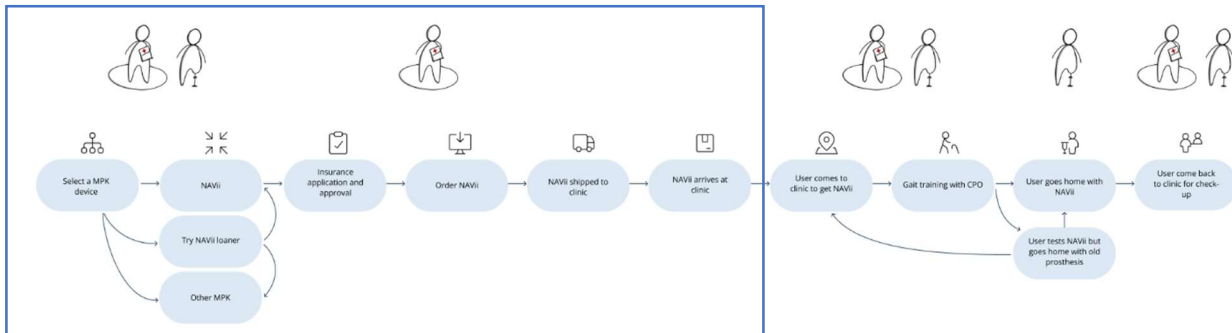 Select a MPK
device
NAVii
Insurance
application and
approval
Order NAVii
NAVii shipped to
clinic
NAVii arrives at
clinic
User comes to
clinic to get NAVii
Gait training with CPO
User goes home with
NAVii
User come back
to clinic for check-
up
Try NAVii loaner
User tests NAVii but
goes home with old
prosthesis
Other MPK